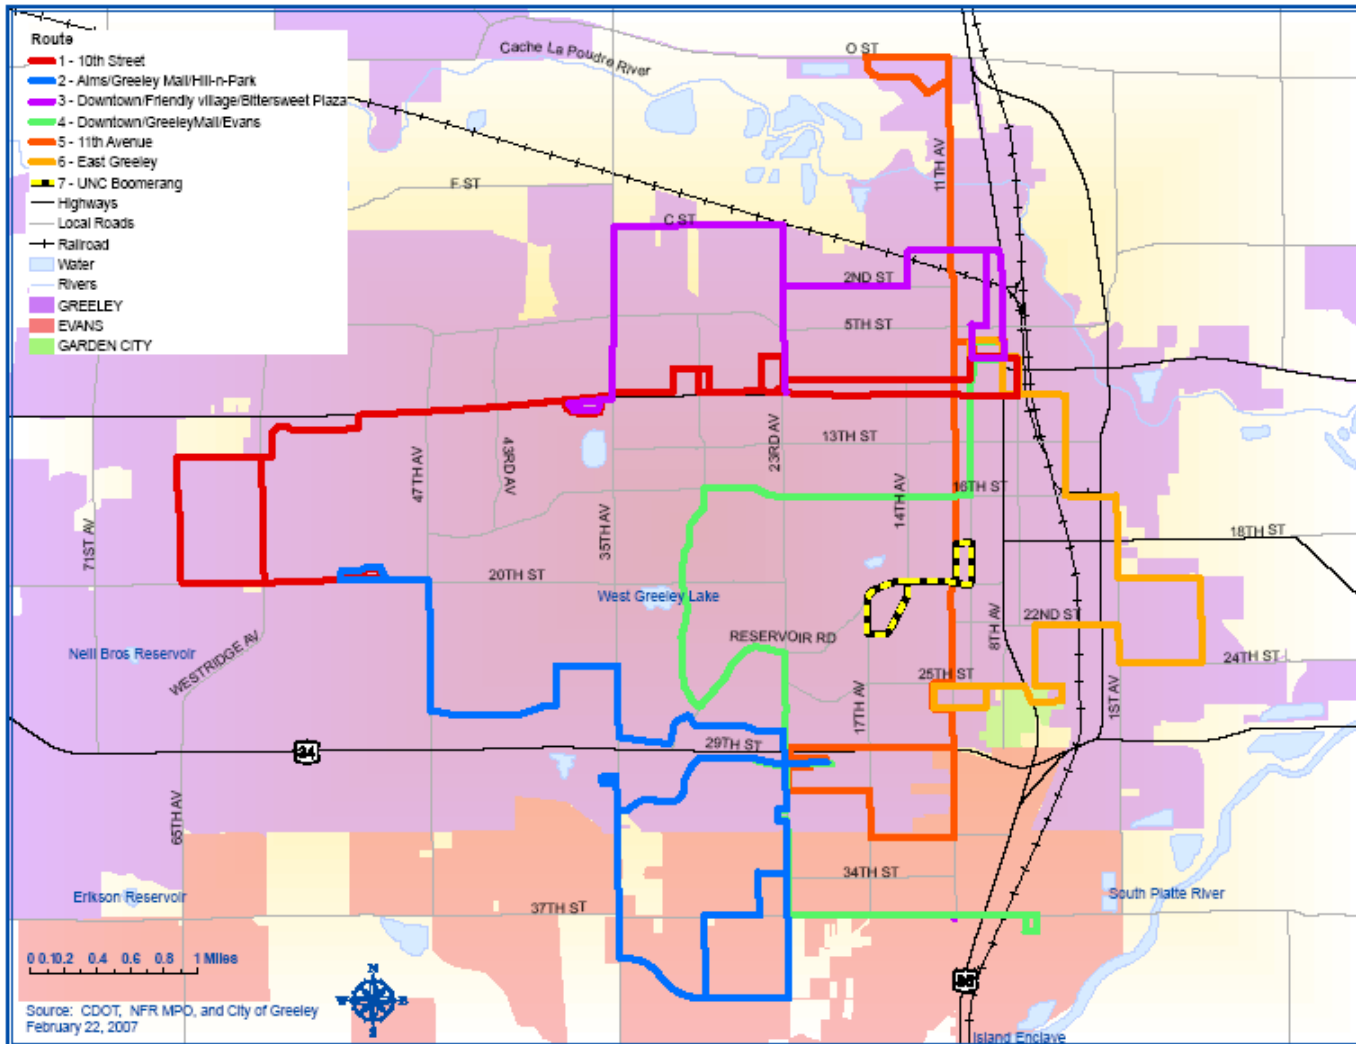 Route
1 - 10th Street
2 - Aims/Greeley Mall/Hill-n-Park
3 - Downtown/Friendly village/Bittersweet Plaza
4 - Downtown/GreeleyMall/Evans
5 - 11th Avenue
6 - East Greeley
7 - UNC Boomerang
Highways
Local Roads
Railroad
Water
Rivers
GREELEY
EVANS
GARDEN CITY
Cache La Poudre River
O ST
11TH AV
F ST
C ST
2ND ST
5TH ST
13TH ST
23RD AV
43RD AV
47TH AV
35TH AV
14TH AV
16TH ST
71ST AV
18TH ST
20TH ST
West Greeley Lake
22ND ST
8TH AV
RESERVOIR RD
Neill Bros Reservoir
WESTRIDGE AV
24TH ST
25TH ST
17TH AV
1ST AV
29TH ST
34
65TH AV
34TH ST
Erikson Reservoir
37TH ST
South Platte River
0 0.10.2 0.4 0.6 0.8 1 Miles
N
W E
S
85
Source: CDOT, NFR MPO, and City of Greeley
February 22, 2007
Island Enclave